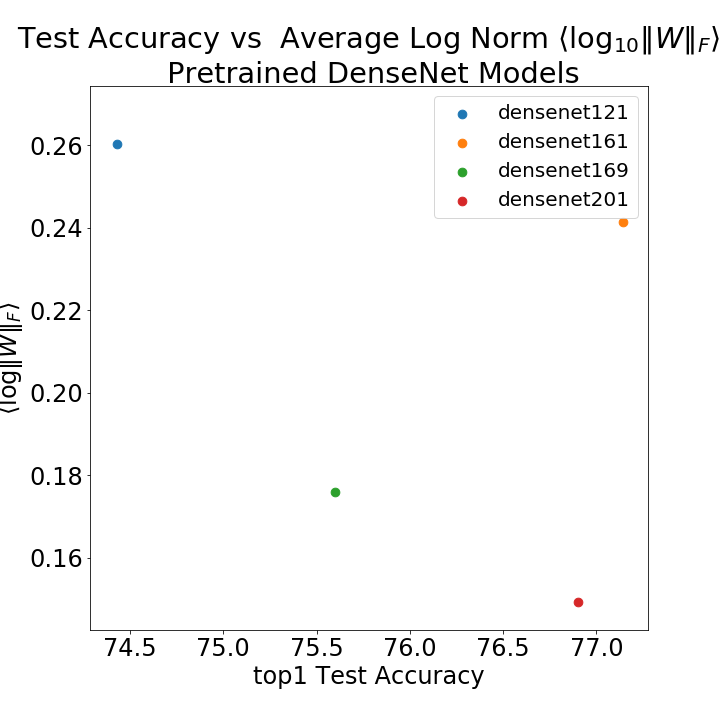 Test Accuracy vs  Average Log Norm ⟨log₁₀‖W‖F⟩
Pretrained DenseNet Models
densenet121
densenet161
densenet169
densenet201
⟨log‖W‖F⟩
0.26
0.24
0.22
0.20
0.18
0.16
74.5 75.0 75.5 76.0 76.5 77.0
top1 Test Accuracy